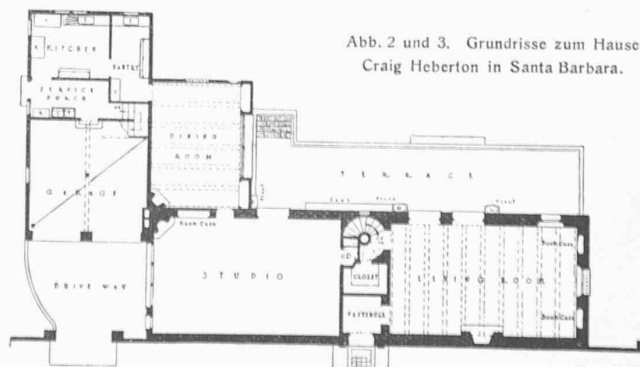 Abb. 2 und 3. Grundrisse zum Hause
Craig Heberton in Santa Barbara.
KITCHEN
PANTRY
SERVICE
PORCH
DINING
ROOM
TERRACE
GARAGE
Book Case
STUDIO
CLOSET
LIVING ROOM
Book Case
DRIVE WAY
VESTIBULE
Book Case